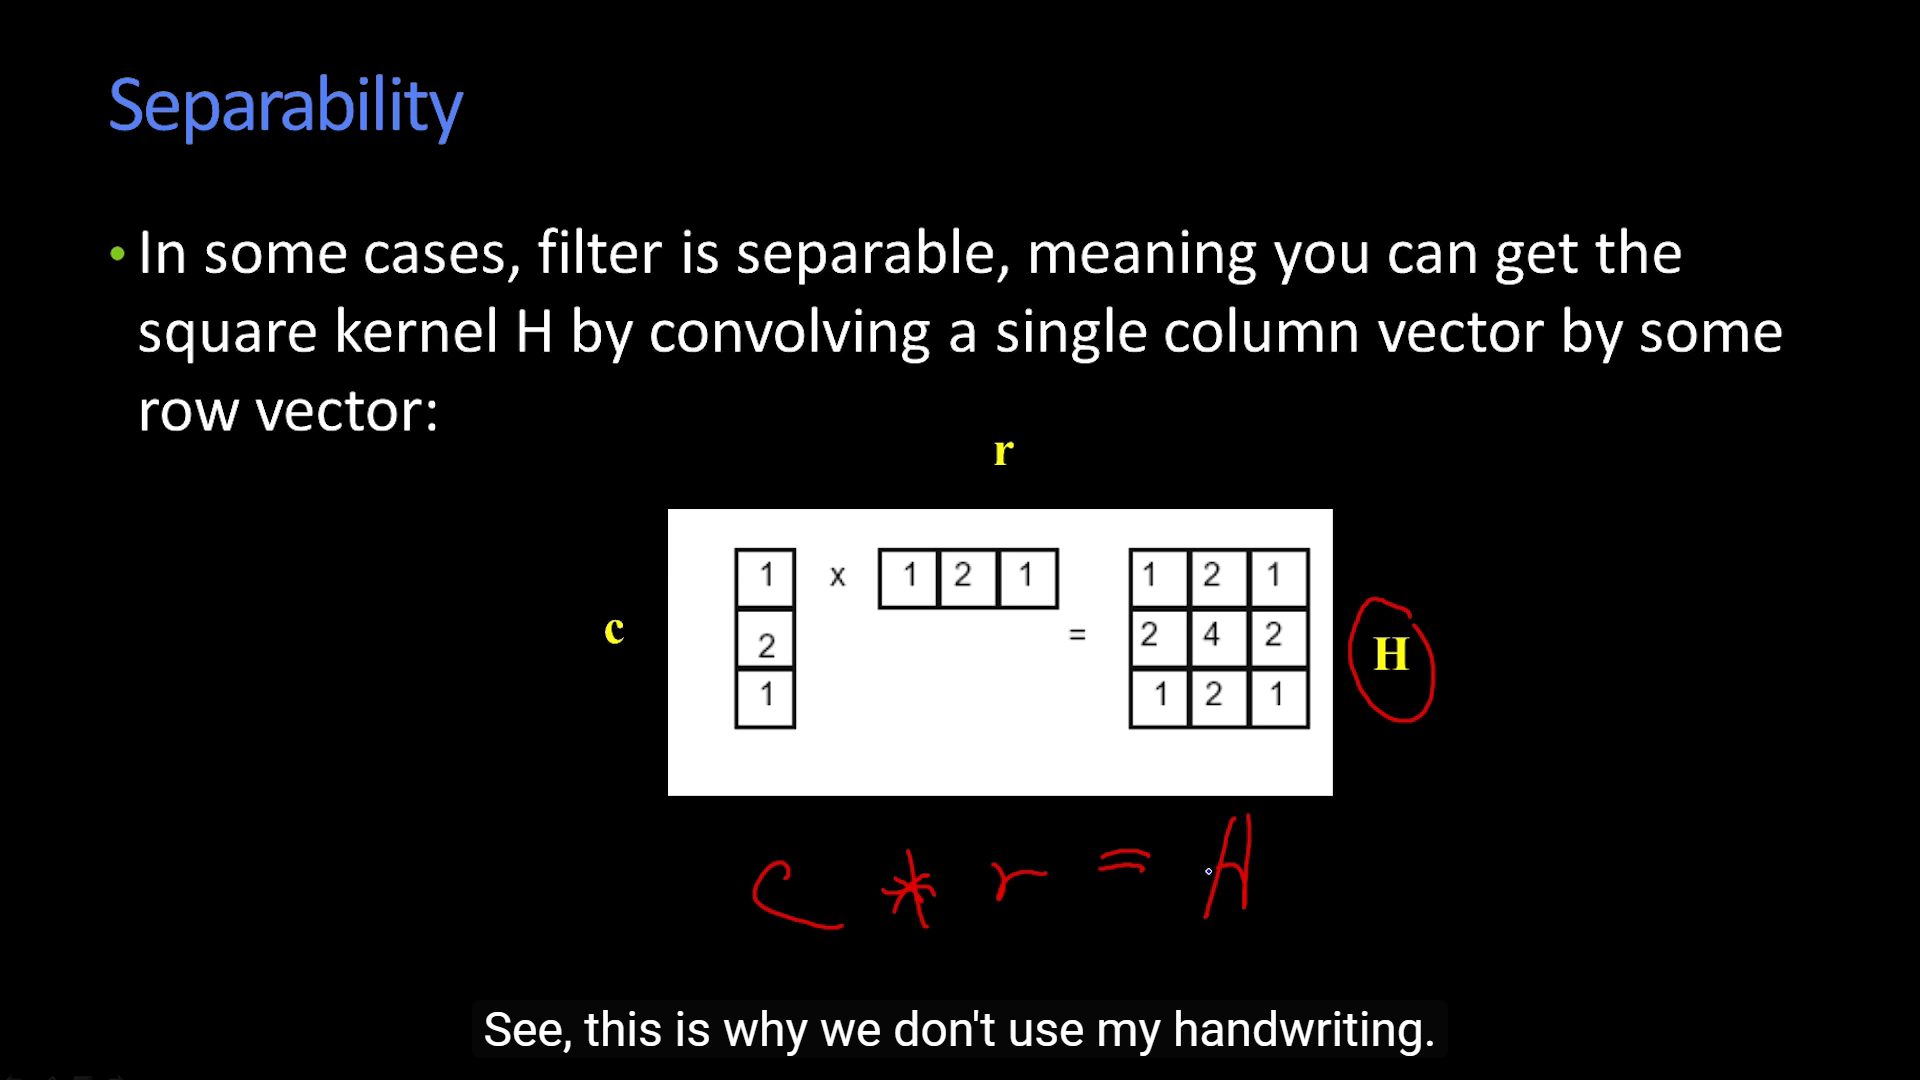 Separability
• In some cases, filter is separable, meaning you can get the
square kernel H by convolving a single column vector by some
row vector:
r
1 x 1 2 1 1 2 1
c 2 = 2 4 2 H
1 1 2 1
C * r = H
See, this is why we don't use my handwriting.